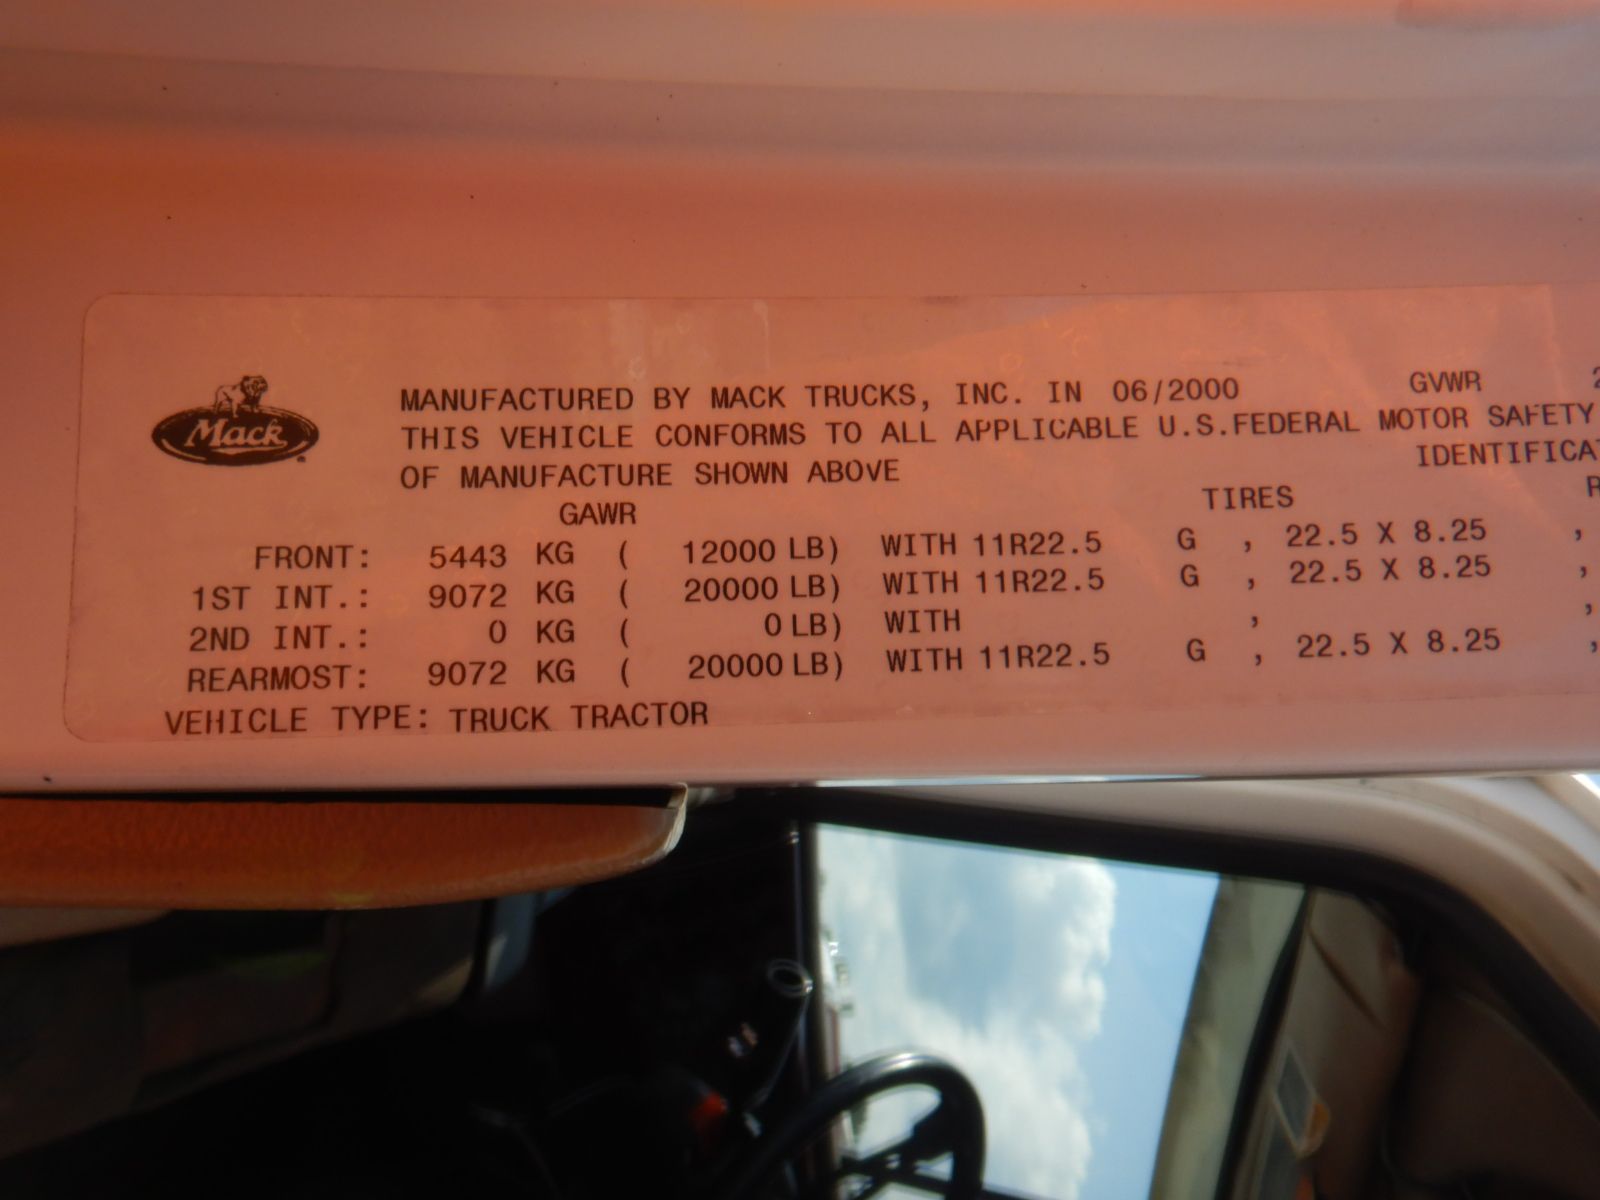 Mack
MANUFACTURED BY MACK TRUCKS, INC. IN 06/2000 GVWR
THIS VEHICLE CONFORMS TO ALL APPLICABLE U.S.FEDERAL MOTOR SAFETY
OF MANUFACTURE SHOWN ABOVE IDENTIFICA
GAWR TIRES R
FRONT: 5443 KG ( 12000 LB) WITH 11R22.5 G , 22.5 X 8.25 ,
1ST INT.: 9072 KG ( 20000 LB) WITH 11R22.5 G , 22.5 X 8.25 ,
2ND INT.: 0 KG ( 0 LB) WITH , ,
REARMOST: 9072 KG ( 20000 LB) WITH 11R22.5 G , 22.5 X 8.25 ,
VEHICLE TYPE: TRUCK TRACTOR